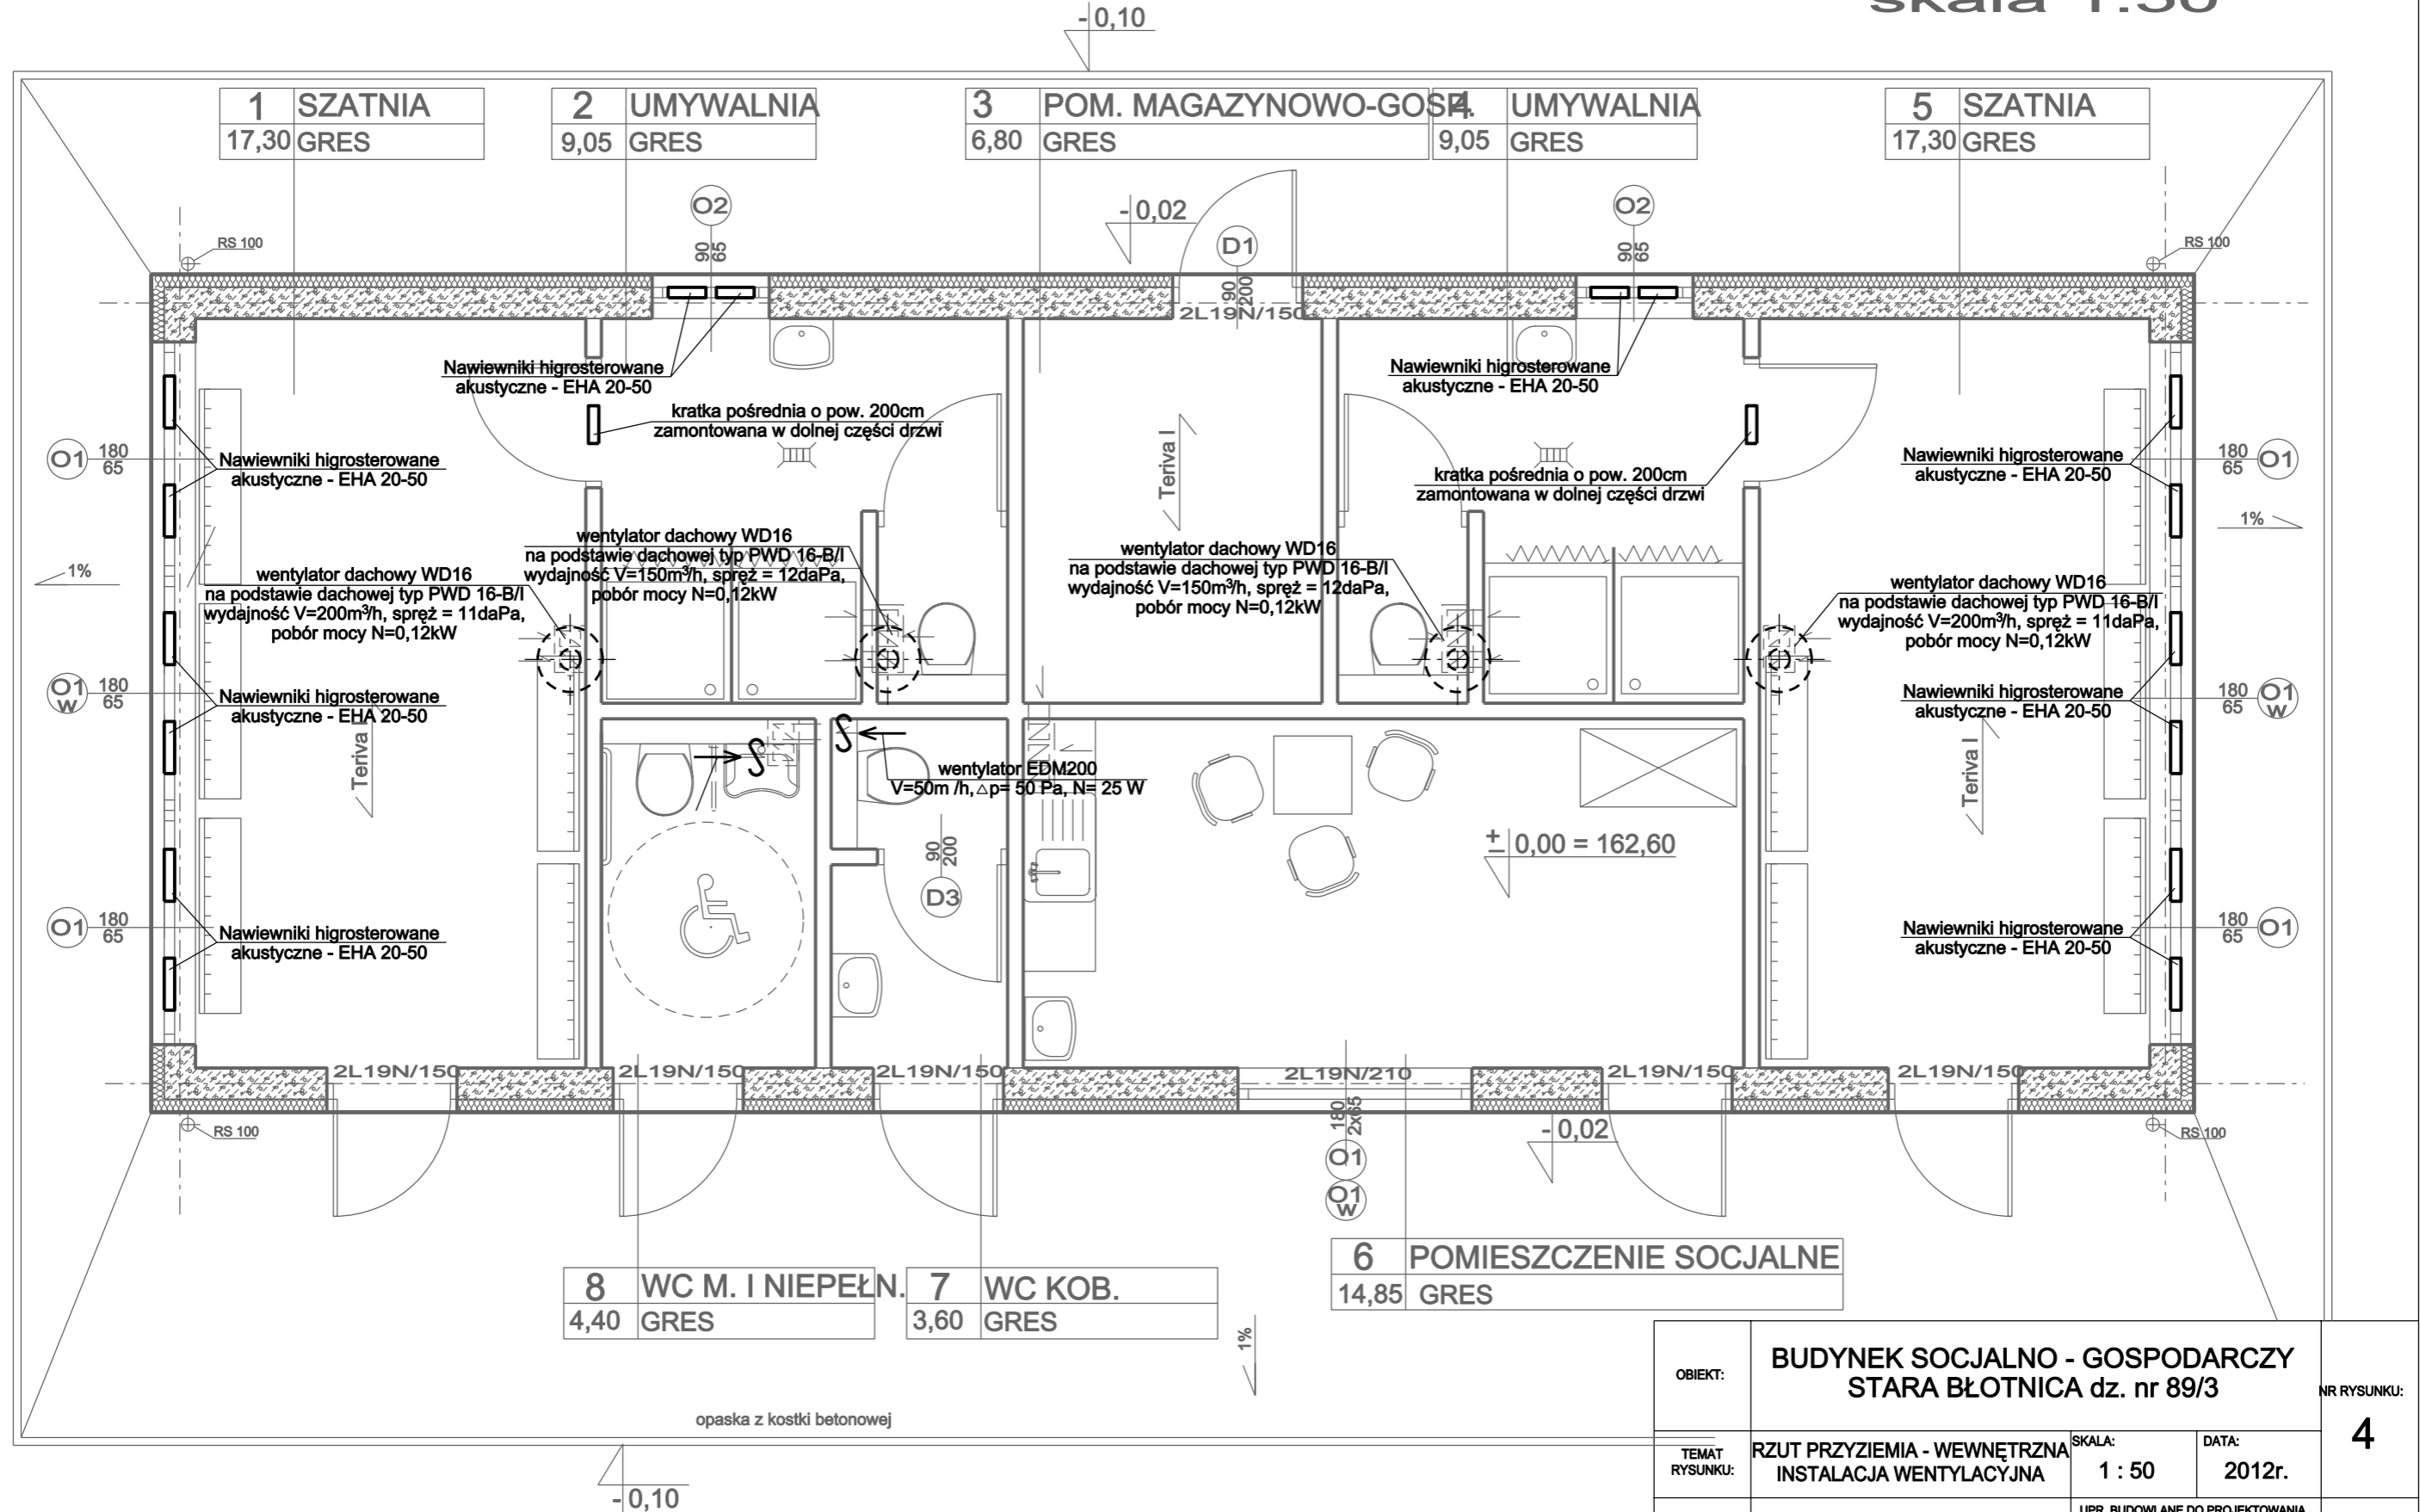 skala 1:50
- 0,10
1 SZATNIA
17,30 GRES
2 UMYWALNIA
9,05 GRES
3 POM. MAGAZYNOWO-GOSP.
6,80 GRES
4 UMYWALNIA
9,05 GRES
5 SZATNIA
17,30 GRES
O2
90
65
- 0,02
D1
90
200
O2
90
65
RS 100
RS 100
2L19N/150
Nawiewniki higrosterowane
akustyczne - EHA 20-50
Nawiewniki higrosterowane
akustyczne - EHA 20-50
kratka pośrednia o pow. 200cm
zamontowana w dolnej części drzwi
kratka pośrednia o pow. 200cm
zamontowana w dolnej części drzwi
O1 180
65
Nawiewniki higrosterowane
akustyczne - EHA 20-50
Teriva I
Nawiewniki higrosterowane
akustyczne - EHA 20-50
180
65 O1
1%
1%
wentylator dachowy WD16
na podstawie dachowej typ PWD 16-B/I
wydajność V=200m³/h, spręż = 11daPa,
pobór mocy N=0,12kW
wentylator dachowy WD16
na podstawie dachowej typ PWD 16-B/I
wydajność V=150m³/h, spręż = 12daPa,
pobór mocy N=0,12kW
wentylator dachowy WD16
na podstawie dachowej typ PWD 16-B/I
wydajność V=150m³/h, spręż = 12daPa,
pobór mocy N=0,12kW
wentylator dachowy WD16
na podstawie dachowej typ PWD 16-B/I
wydajność V=200m³/h, spręż = 11daPa,
pobór mocy N=0,12kW
O1
W
180
65
Nawiewniki higrosterowane
akustyczne - EHA 20-50
Teriva I
Nawiewniki higrosterowane
akustyczne - EHA 20-50
Teriva I
180
65
O1
W
wentylator EDM200
V=50m /h, △p= 50 Pa, N= 25 W
90
200
D3
± 0,00 = 162,60
O1 180
65
Nawiewniki higrosterowane
akustyczne - EHA 20-50
Nawiewniki higrosterowane
akustyczne - EHA 20-50
180
65 O1
2L19N/150
2L19N/150
2L19N/150
2L19N/210
2L19N/150
2L19N/150
RS 100
RS 100
180
2x65
O1
O1
W
- 0,02
8 WC M. I NIEPEŁN.
4,40 GRES
7 WC KOB.
3,60 GRES
6 POMIESZCZENIE SOCJALNE
14,85 GRES
1%
opaska z kostki betonowej
- 0,10
OBIEKT:
BUDYNEK SOCJALNO - GOSPODARCZY
STARA BŁOTNICA dz. nr 89/3
NR RYSUNKU:
4
TEMAT
RYSUNKU:
RZUT PRZYZIEMIA - WEWNĘTRZNA
INSTALACJA WENTYLACYJNA
SKALA:
1 : 50
DATA:
2012r.
UPR. BUDOWLANE DO PROJEKTOWANIA